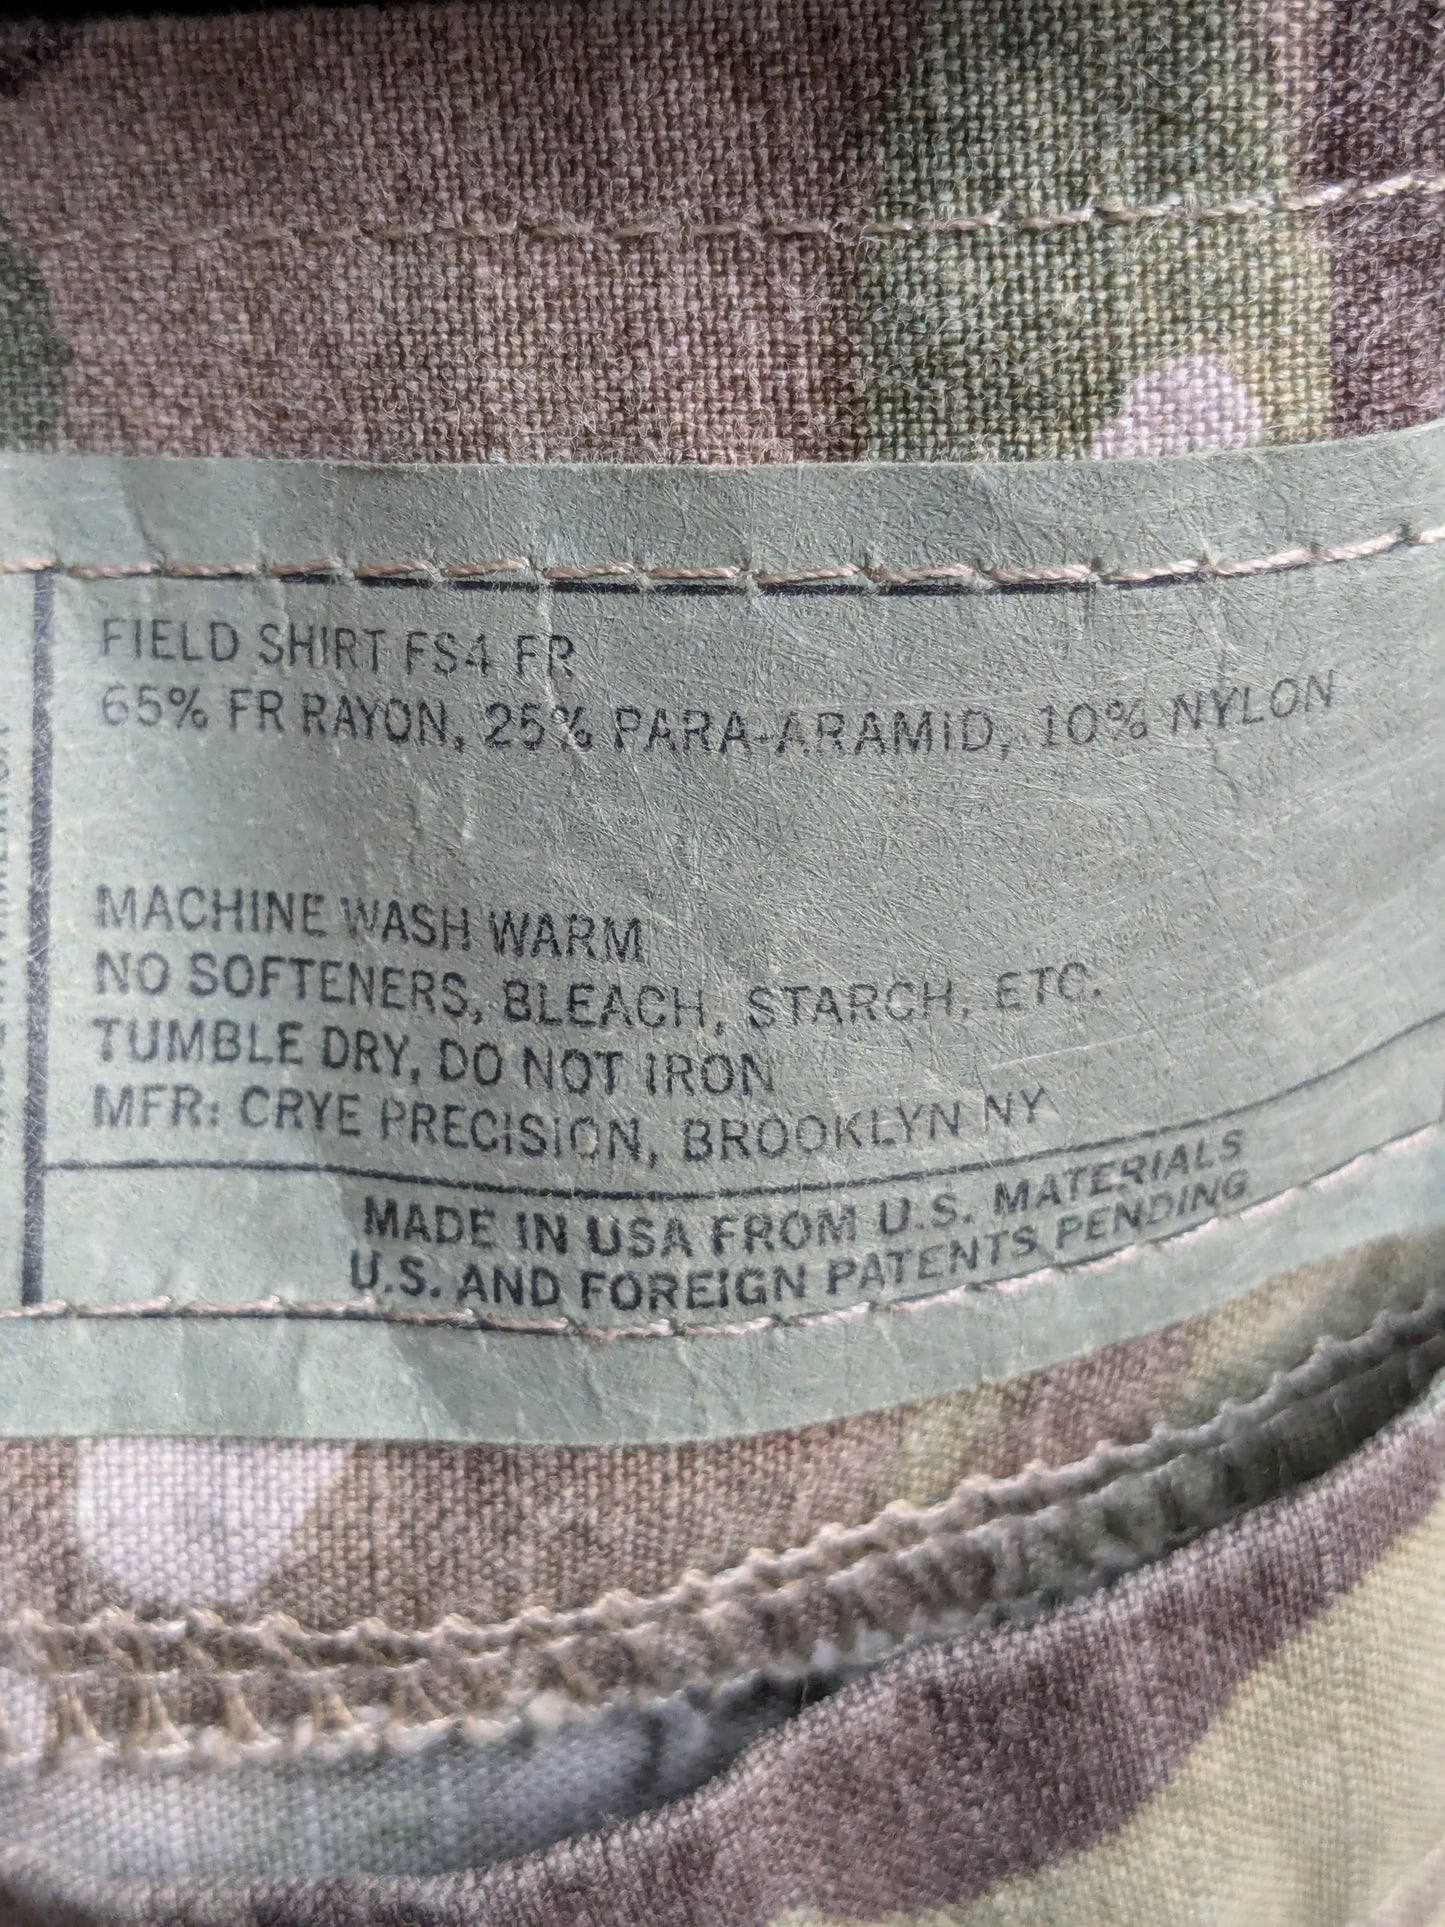 FIELD SHIRT FS4 FR
65% FR RAYON, 25% PARA-ARAMID, 10% NYLON
MACHINE WASH WARM
NO SOFTENERS, BLEACH, STARCH, ETC.
TUMBLE DRY, DO NOT IRON
MFR: CRYE PRECISION, BROOKLYN NY
MADE IN USA FROM U.S. MATERIALS
U.S. AND FOREIGN PATENTS PENDING